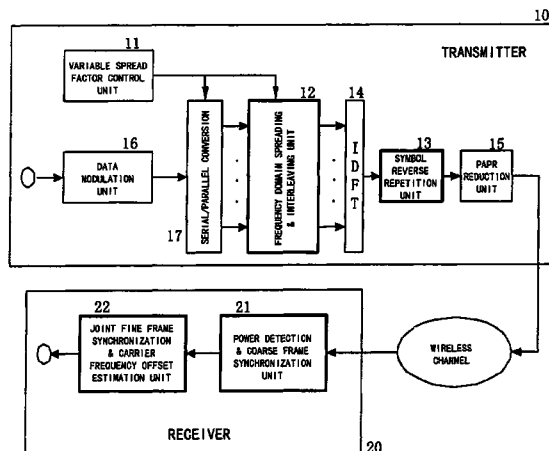 10
TRANSMITTER
11
VARIABLE SPREAD
FACTOR CONTROL
UNIT
16
DATA
NODULATION
UNIT
17
SERIAL/PARALLEL CONVERSION
12
FREQUENCY DOMAIN SPREADING
& INTERLEAVING UNIT
14
I
D
F
T
13
SYMBOL
REVERSE
REPETITION
UNIT
15
PAPR
REDUCTION
UNIT
22
JOINT FINE FRAME
SYNCHRONIZATION
& CARRIER
FREQUENCY OFFSET
ESTIMATION UNIT
21
POWER DETECTION
& COARSE FRAME
SYNCHRONIZATION
UNIT
WIRELESS
CHANNEL
RECEIVER
20